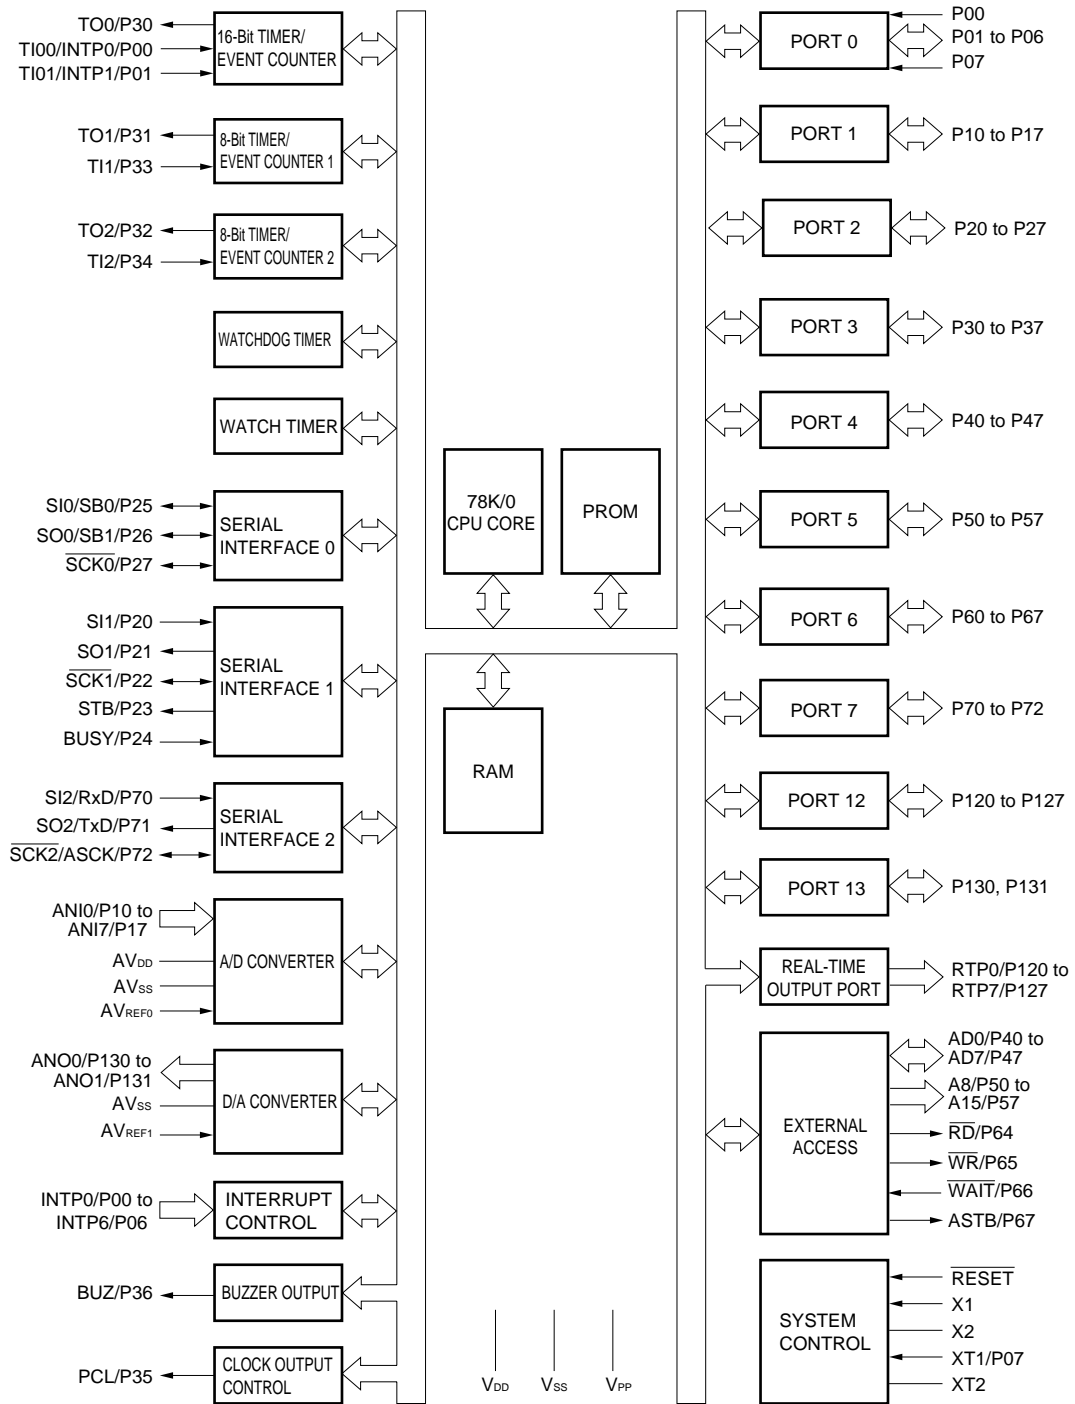 TO0/P30
TI00/INTP0/P00
TI01/INTP1/P01
16-Bit TIMER/
EVENT COUNTER
TO1/P31
TI1/P33
8-Bit TIMER/
EVENT COUNTER 1
TO2/P32
TI2/P34
8-Bit TIMER/
EVENT COUNTER 2
WATCHDOG TIMER
WATCH TIMER
SI0/SB0/P25
SO0/SB1/P26
SCK0/P27
SERIAL
INTERFACE 0
SI1/P20
SO1/P21
SCK1/P22
STB/P23
BUSY/P24
SERIAL
INTERFACE 1
SI2/RxD/P70
SO2/TxD/P71
SCK2/ASCK/P72
SERIAL
INTERFACE 2
ANI0/P10 to
ANI7/P17
AVDD
AVSS
AVREF0
A/D CONVERTER
ANO0/P130 to
ANO1/P131
AVSS
AVREF1
D/A CONVERTER
INTP0/P00 to
INTP6/P06
INTERRUPT
CONTROL
BUZ/P36
BUZZER OUTPUT
PCL/P35
CLOCK OUTPUT
CONTROL
78K/0
CPU CORE
PROM
RAM
VDD
VSS
VPP
PORT 0
P00
P01 to P06
P07
PORT 1
P10 to P17
PORT 2
P20 to P27
PORT 3
P30 to P37
PORT 4
P40 to P47
PORT 5
P50 to P57
PORT 6
P60 to P67
PORT 7
P70 to P72
PORT 12
P120 to P127
PORT 13
P130, P131
REAL-TIME
OUTPUT PORT
RTP0/P120 to
RTP7/P127
EXTERNAL
ACCESS
AD0/P40 to
AD7/P47
A8/P50 to
A15/P57
RD/P64
WR/P65
WAIT/P66
ASTB/P67
SYSTEM
CONTROL
RESET
X1
X2
XT1/P07
XT2